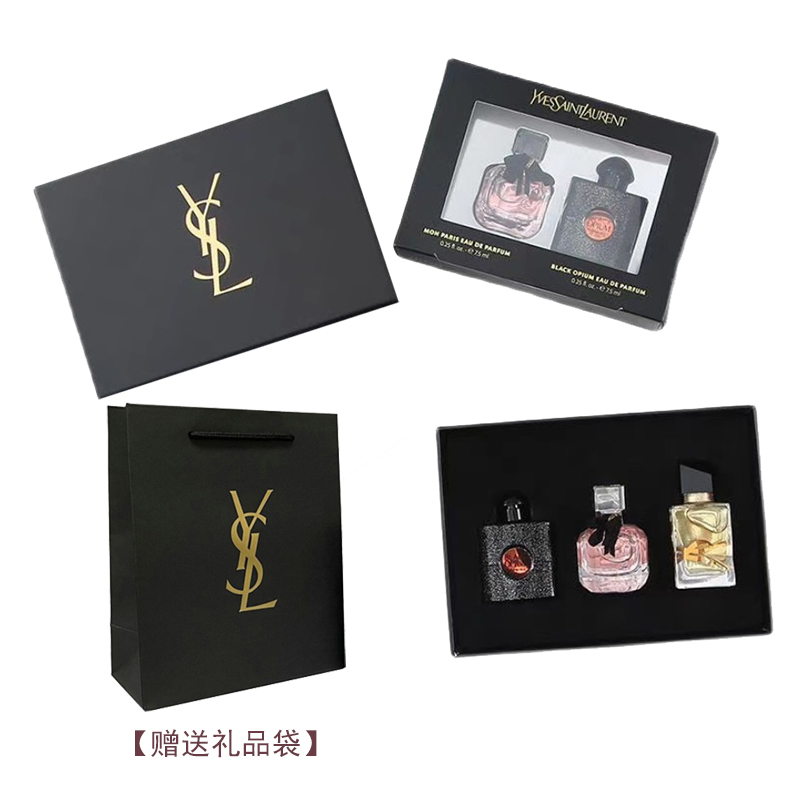 YSL
YVESSAINTLAURENT
MON PARIS EAU DE PARFUM
0.25 fl. oz. - ℮ 7.5 ml
BLACK OPIUM EAU DE PARFUM
0.25 fl. oz. - ℮ 7.5 ml
OPIUM
YSL
【赠送礼品袋】